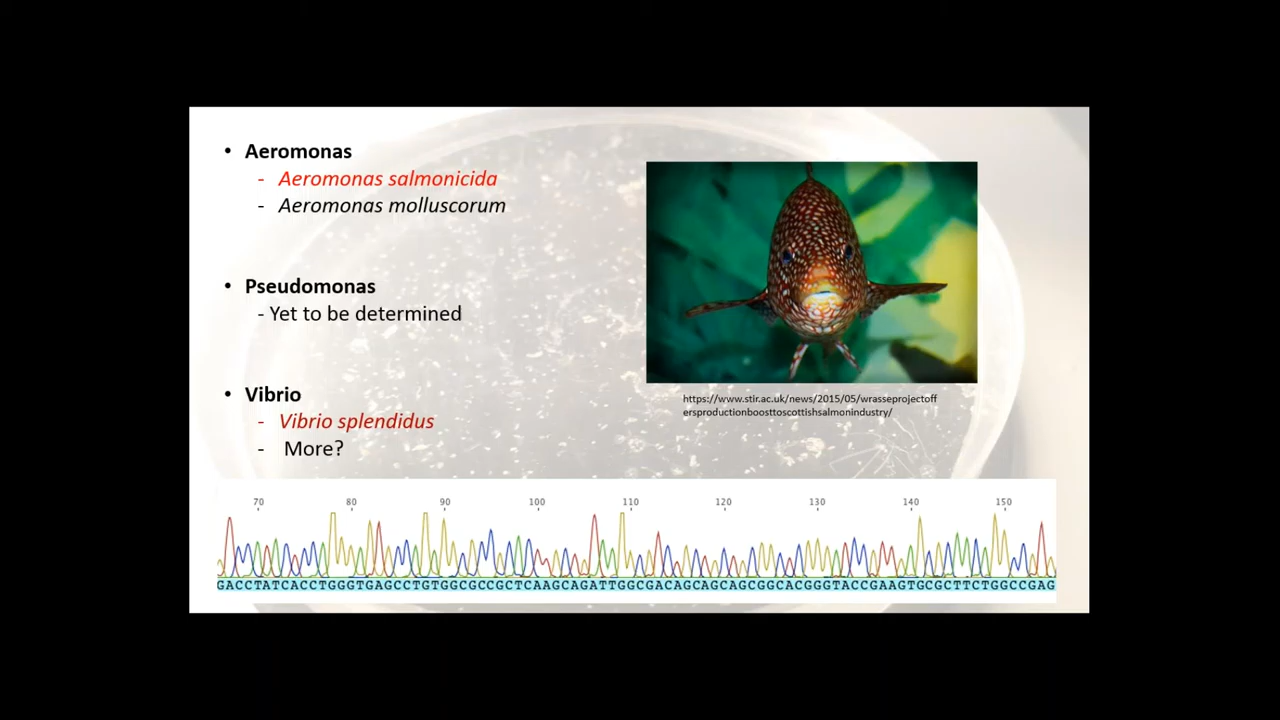 • Aeromonas
- Aeromonas salmonicida
- Aeromonas molluscorum
• Pseudomonas
- Yet to be determined
• Vibrio
- Vibrio splendidus
- More?
https://www.stir.ac.uk/news/2015/05/wrasseprojectoff
ersproductionboosttoscottishsalmonindustry/
70 80 90 100 110 120 130 140 150
GACCTATCACCTGGGTGAGCCTGTGGCGCCGCTCAAGCAGATTGGCGACAGCAGCAGCGGCACGGGTACCGAAGTGCGCTTCTGGCCGAG